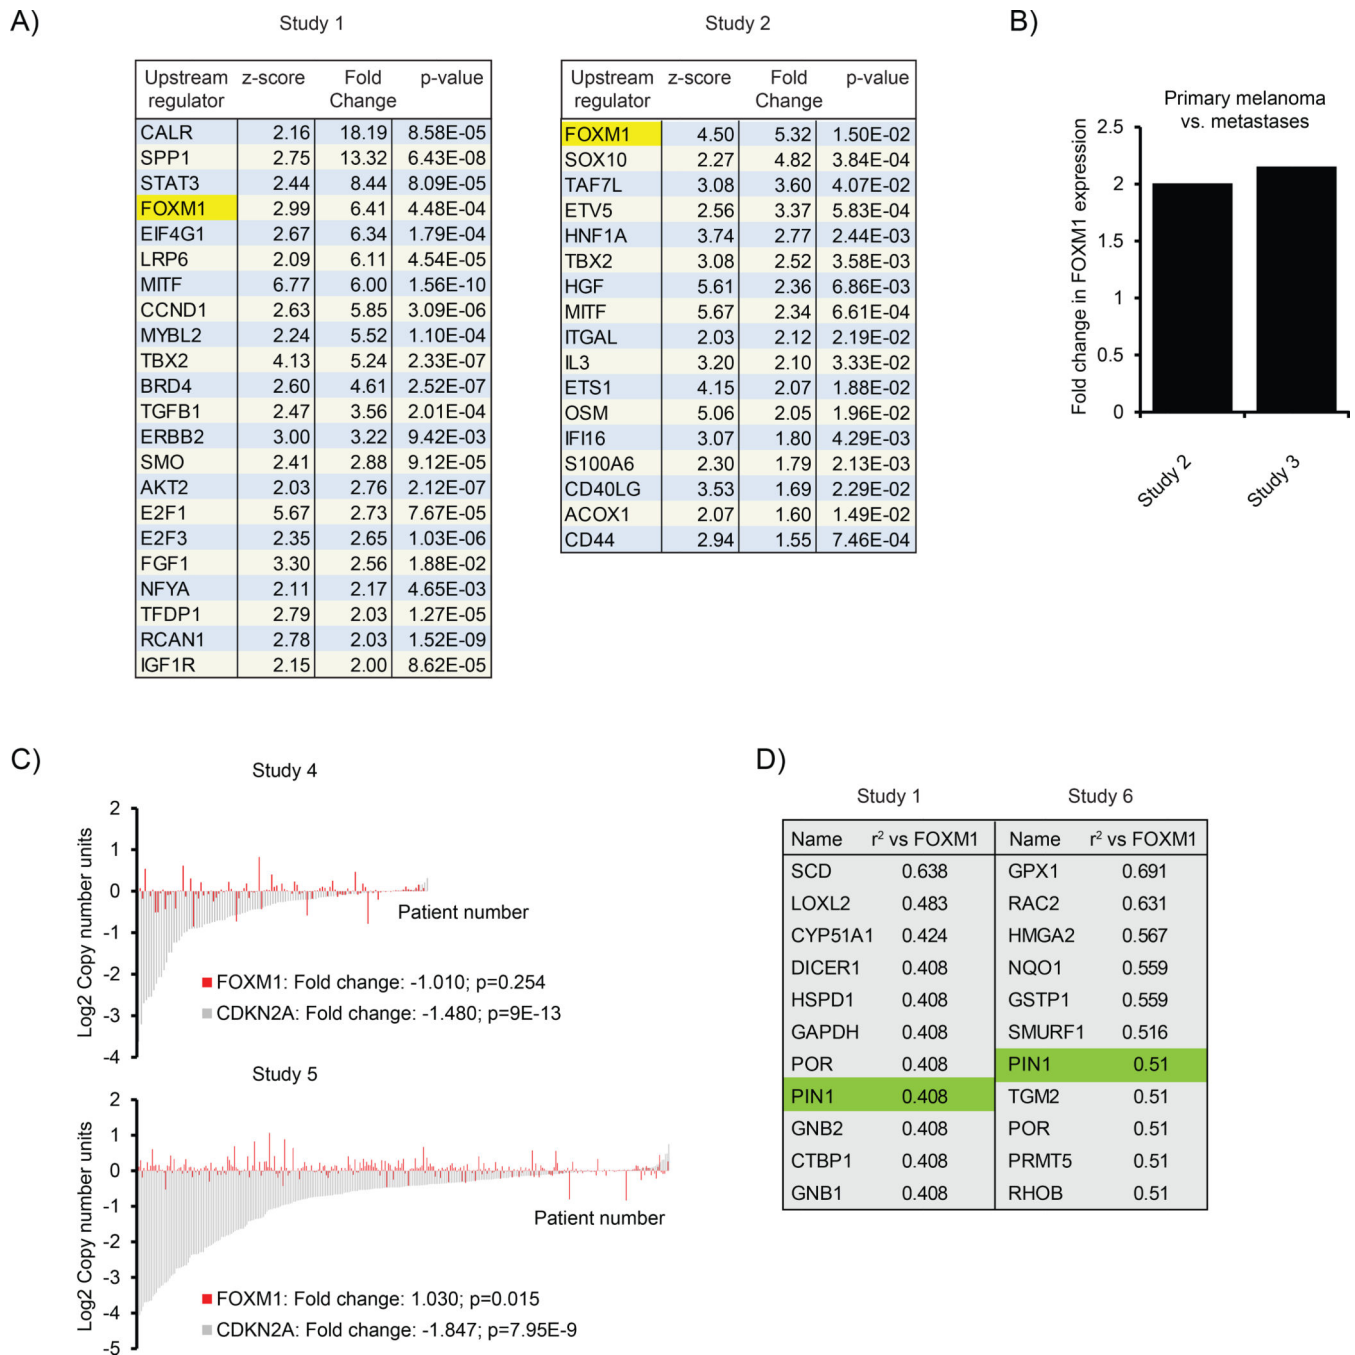 A)
Study 1
Upstream regulator z-score Fold Change p-value
CALR 2.16 18.19 8.58E-05
SPP1 2.75 13.32 6.43E-08
STAT3 2.44 8.44 8.09E-05
FOXM1 2.99 6.41 4.48E-04
EIF4G1 2.67 6.34 1.79E-04
LRP6 2.09 6.11 4.54E-05
MITF 6.77 6.00 1.56E-10
CCND1 2.63 5.85 3.09E-06
MYBL2 2.24 5.52 1.10E-04
TBX2 4.13 5.24 2.33E-07
BRD4 2.60 4.61 2.52E-07
TGFB1 2.47 3.56 2.01E-04
ERBB2 3.00 3.22 9.42E-03
SMO 2.41 2.88 9.12E-05
AKT2 2.03 2.76 2.12E-07
E2F1 5.67 2.73 7.67E-05
E2F3 2.35 2.65 1.03E-06
FGF1 3.30 2.56 1.88E-02
NFYA 2.11 2.17 4.65E-03
TFDP1 2.79 2.03 1.27E-05
RCAN1 2.78 2.03 1.52E-09
IGF1R 2.15 2.00 8.62E-05
Study 2
Upstream regulator z-score Fold Change p-value
FOXM1 4.50 5.32 1.50E-02
SOX10 2.27 4.82 3.84E-04
TAF7L 3.08 3.60 4.07E-02
ETV5 2.56 3.37 5.83E-04
HNF1A 3.74 2.77 2.44E-03
TBX2 3.08 2.52 3.58E-03
HGF 5.61 2.36 6.86E-03
MITF 5.67 2.34 6.61E-04
ITGAL 2.03 2.12 2.19E-02
IL3 3.20 2.10 3.33E-02
ETS1 4.15 2.07 1.88E-02
OSM 5.06 2.05 1.96E-02
IFI16 3.07 1.80 4.29E-03
S100A6 2.30 1.79 2.13E-03
CD40LG 3.53 1.69 2.29E-02
ACOX1 2.07 1.60 1.49E-02
CD44 2.94 1.55 7.46E-04
B)
Primary melanoma
vs. metastases
Fold change in FOXM1 expression
2.5
2
1.5
1
0.5
0
Study 2
Study 3
C)
Study 4
Log2 Copy number units
2
1
0
-1
-2
-3
-4
Patient number
FOXM1: Fold change: -1.010; p=0.254
CDKN2A: Fold change: -1.480; p=9E-13
Study 5
Log2 Copy number units
2
1
0
-1
-2
-3
-4
-5
Patient number
FOXM1: Fold change: 1.030; p=0.015
CDKN2A: Fold change: -1.847; p=7.95E-9
D)
Study 1 Study 6
Name r² vs FOXM1 Name r² vs FOXM1
SCD 0.638 GPX1 0.691
LOXL2 0.483 RAC2 0.631
CYP51A1 0.424 HMGA2 0.567
DICER1 0.408 NQO1 0.559
HSPD1 0.408 GSTP1 0.559
GAPDH 0.408 SMURF1 0.516
POR 0.408 PIN1 0.51
PIN1 0.408 TGM2 0.51
GNB2 0.408 POR 0.51
CTBP1 0.408 PRMT5 0.51
GNB1 0.408 RHOB 0.51